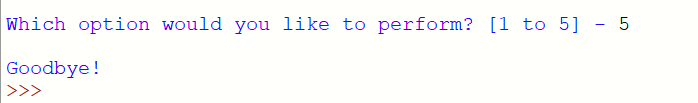 Which option would you like to perform? [1 to 5] - 5
Goodbye!
>>>